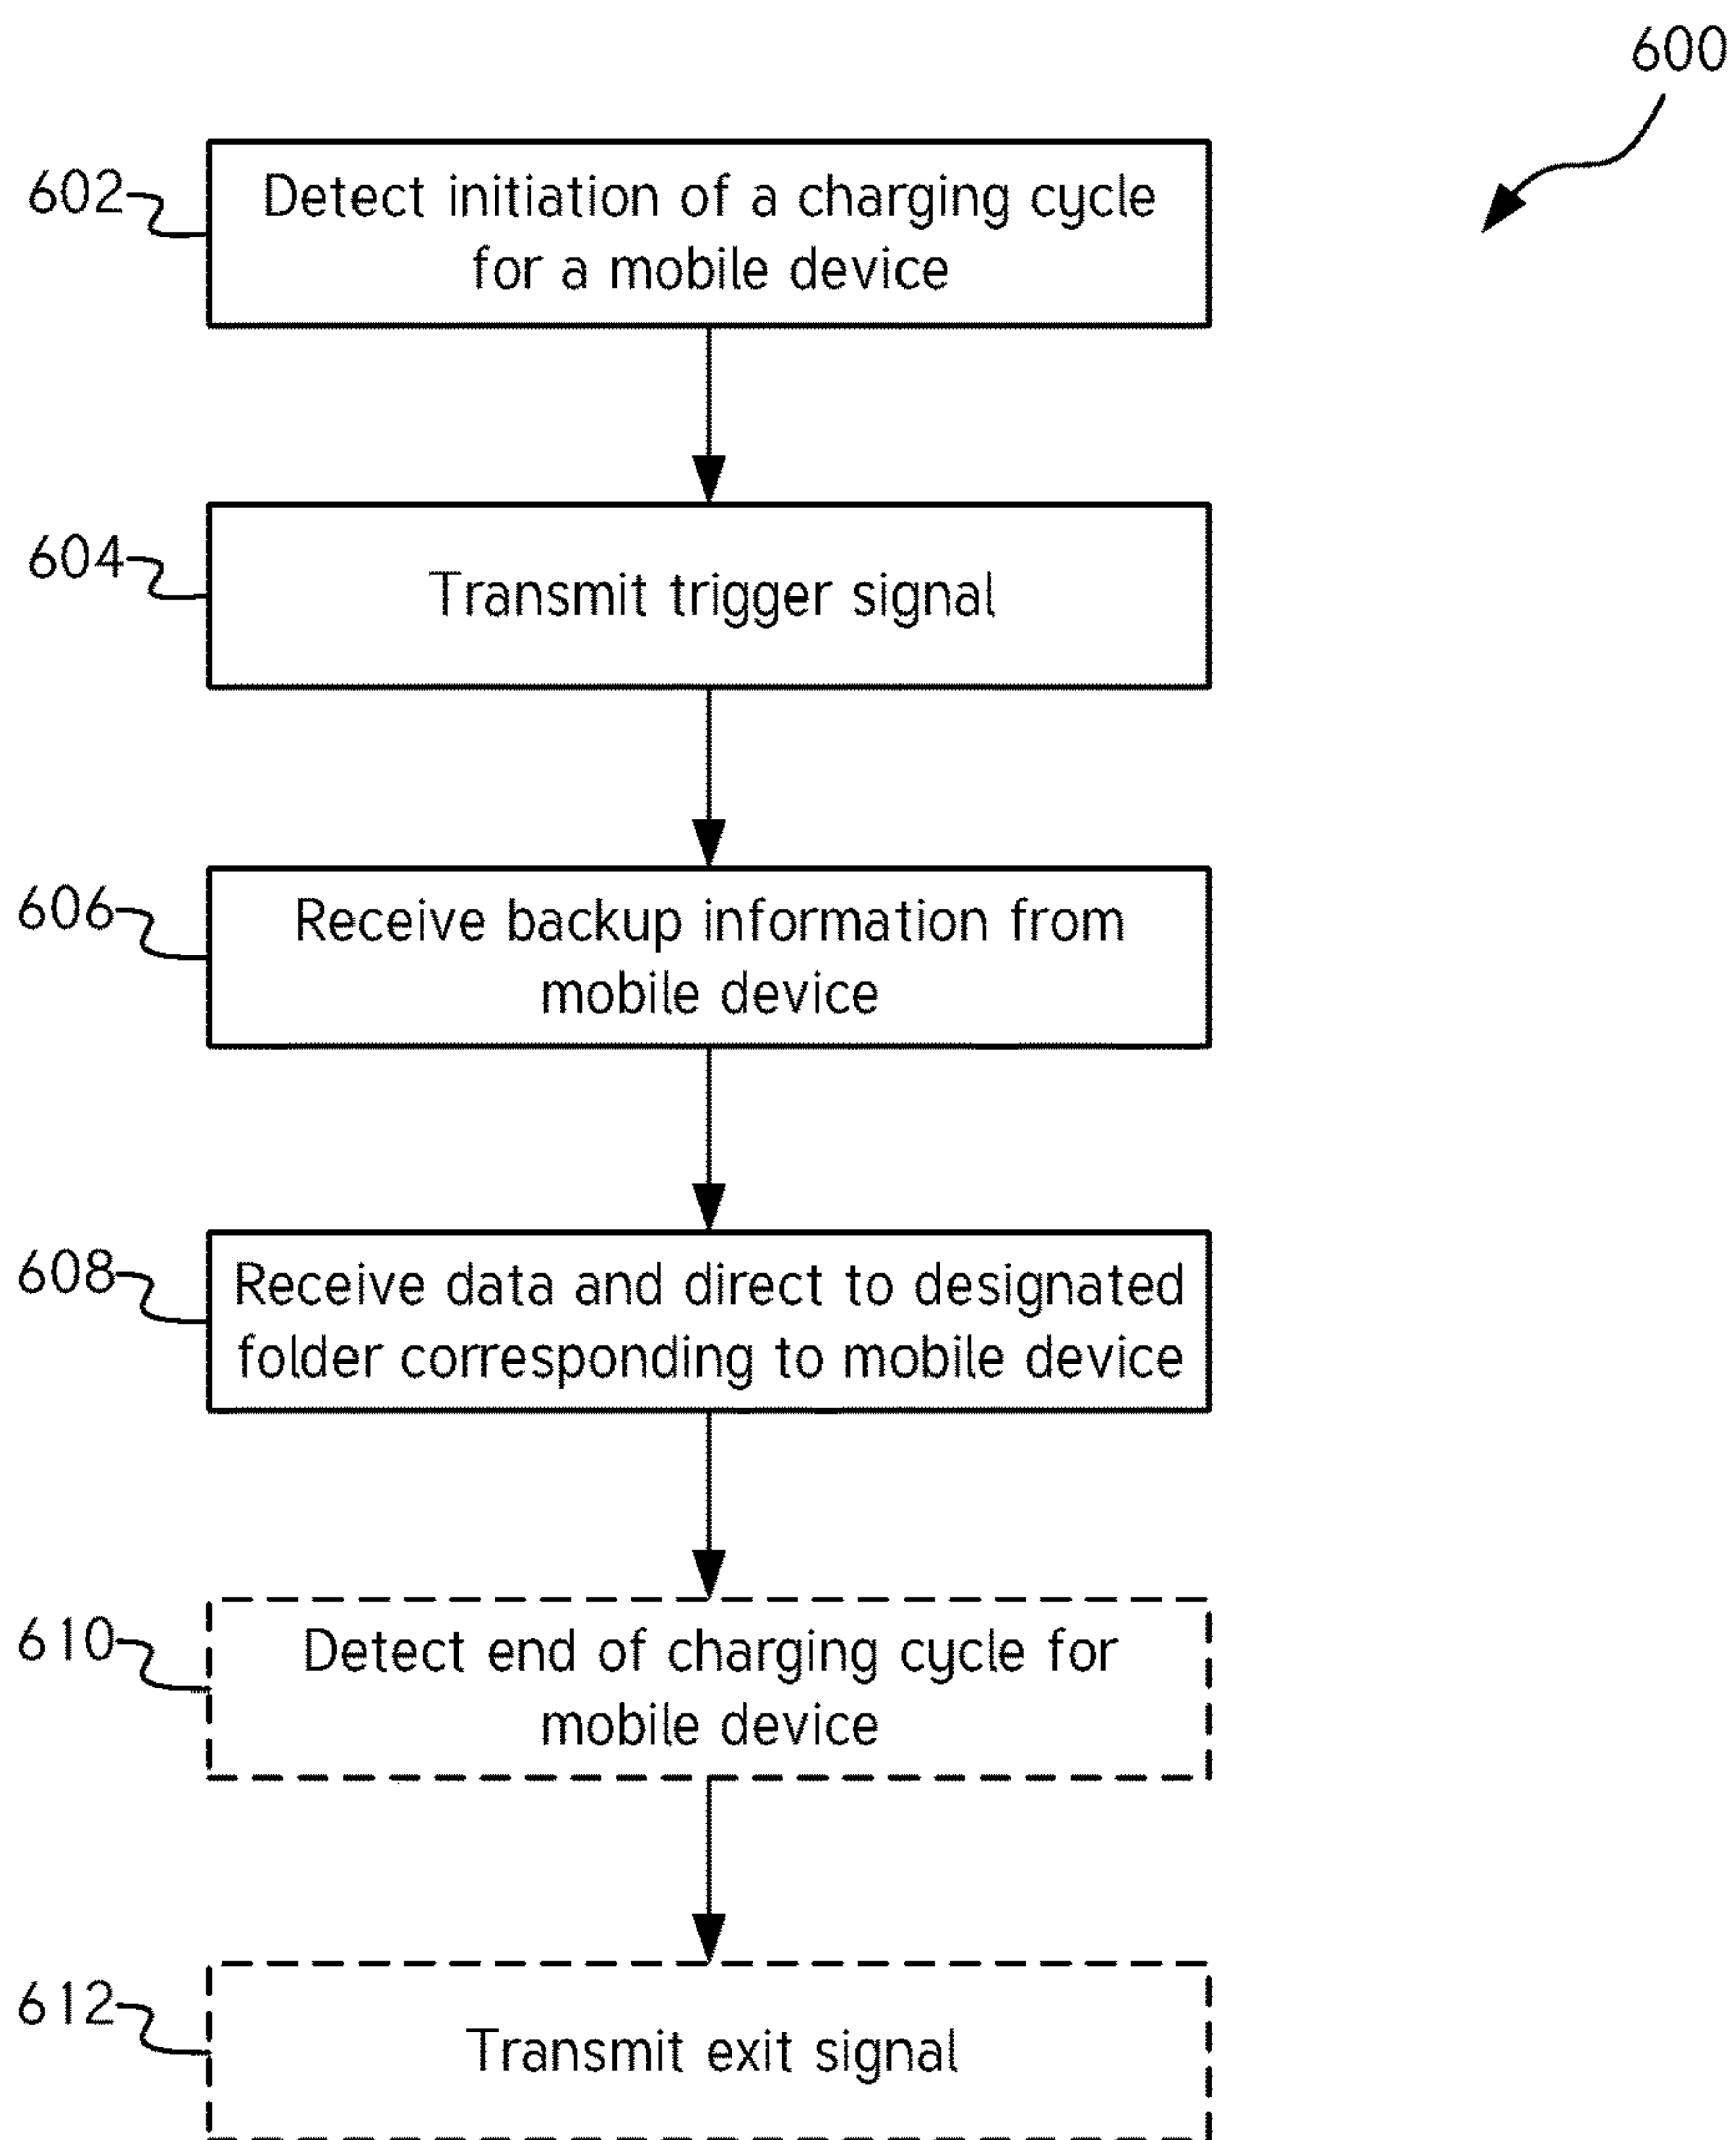 600
602
Detect initiation of a charging cycle
for a mobile device
604
Transmit trigger signal
606
Receive backup information from
mobile device
608
Receive data and direct to designated
folder corresponding to mobile device
610
Detect end of charging cycle for
mobile device
612
Transmit exit signal